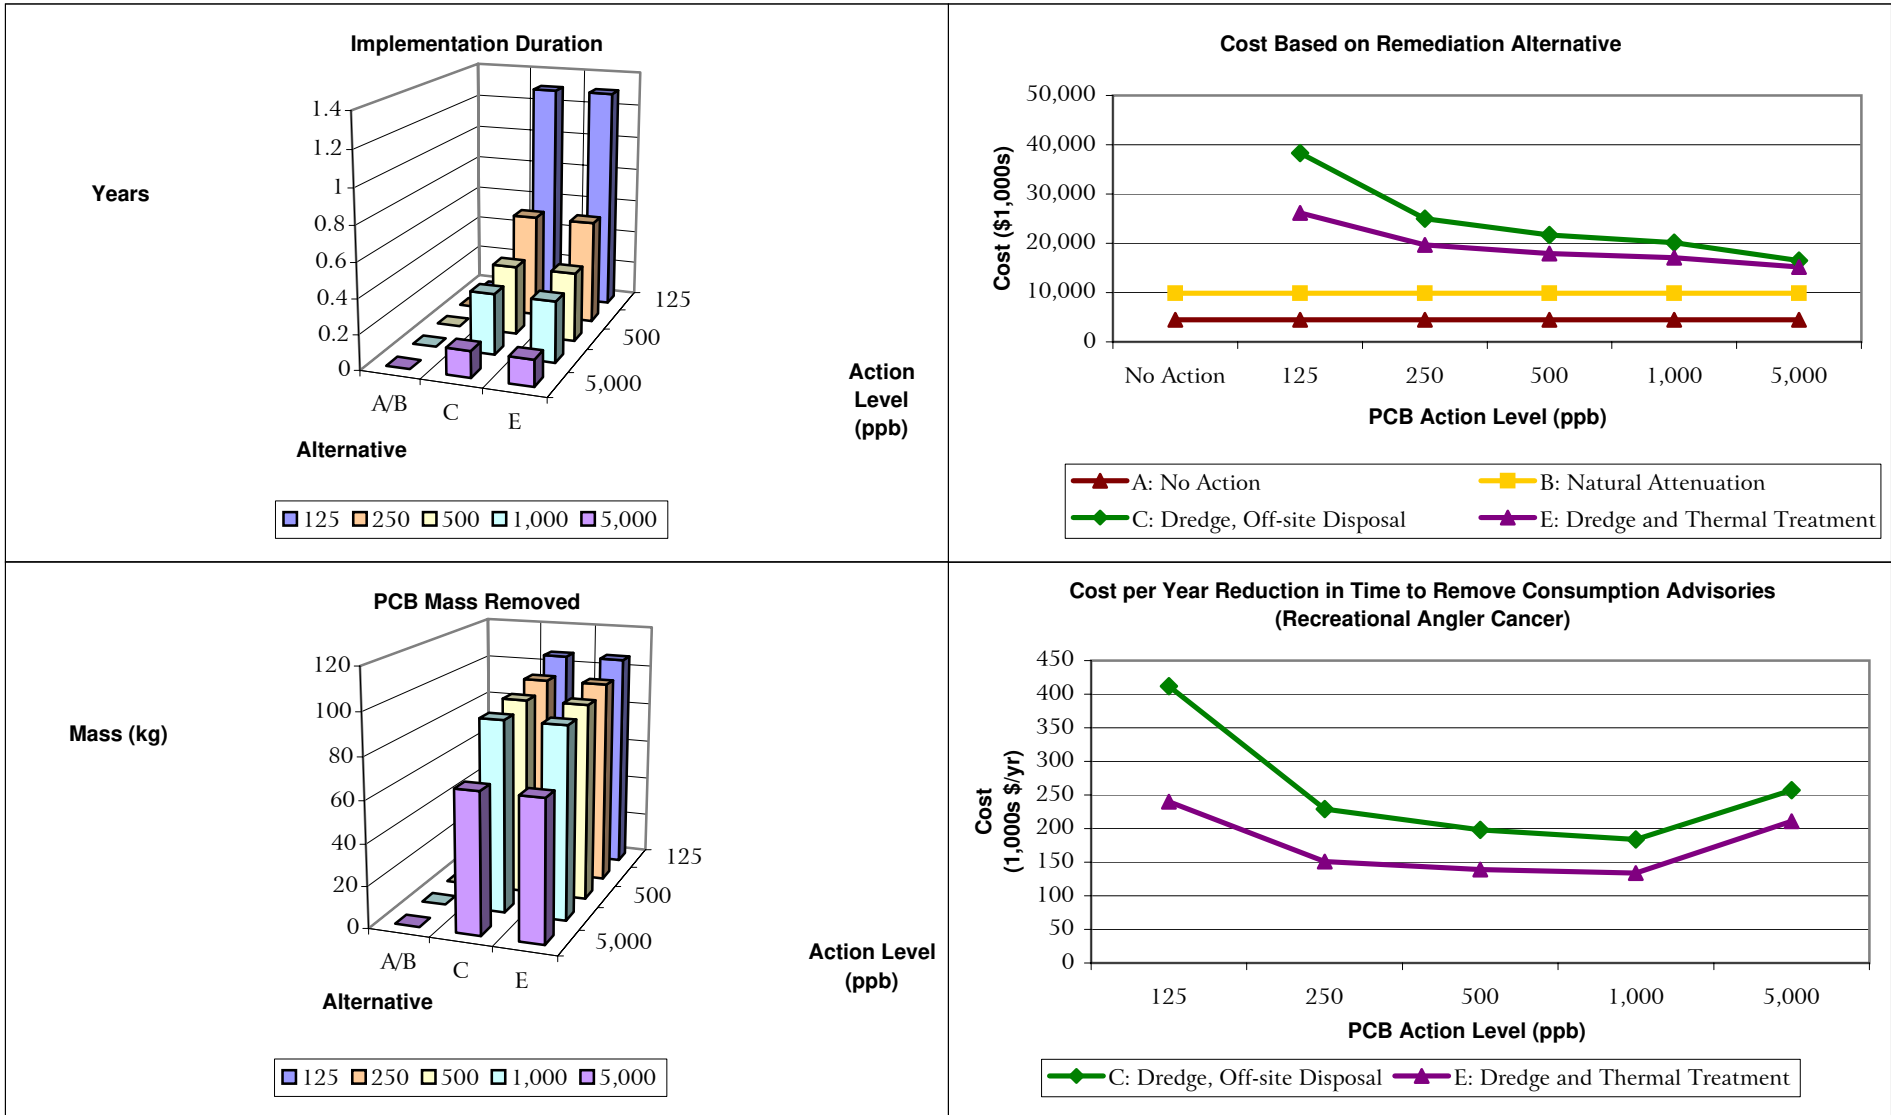 Implementation Duration
Years
1.4
1.2
1
0.8
0.6
0.4
0.2
0
A/B
C
E
125
500
5,000
Action
Level
(ppb)
Alternative
125 250 500 1,000 5,000
Cost Based on Remediation Alternative
Cost ($1,000s)
50,000
40,000
30,000
20,000
10,000
0
No Action 125 250 500 1,000 5,000
PCB Action Level (ppb)
A: No Action B: Natural Attenuation
C: Dredge, Off-site Disposal E: Dredge and Thermal Treatment
PCB Mass Removed
Mass (kg)
120
100
80
60
40
20
0
A/B
C
E
125
500
5,000
Action Level
(ppb)
Alternative
125 250 500 1,000 5,000
Cost per Year Reduction in Time to Remove Consumption Advisories
(Recreational Angler Cancer)
Cost
(1,000s $/yr)
450
400
350
300
250
200
150
100
50
0
125 250 500 1,000 5,000
PCB Action Level (ppb)
C: Dredge, Off-site Disposal E: Dredge and Thermal Treatment